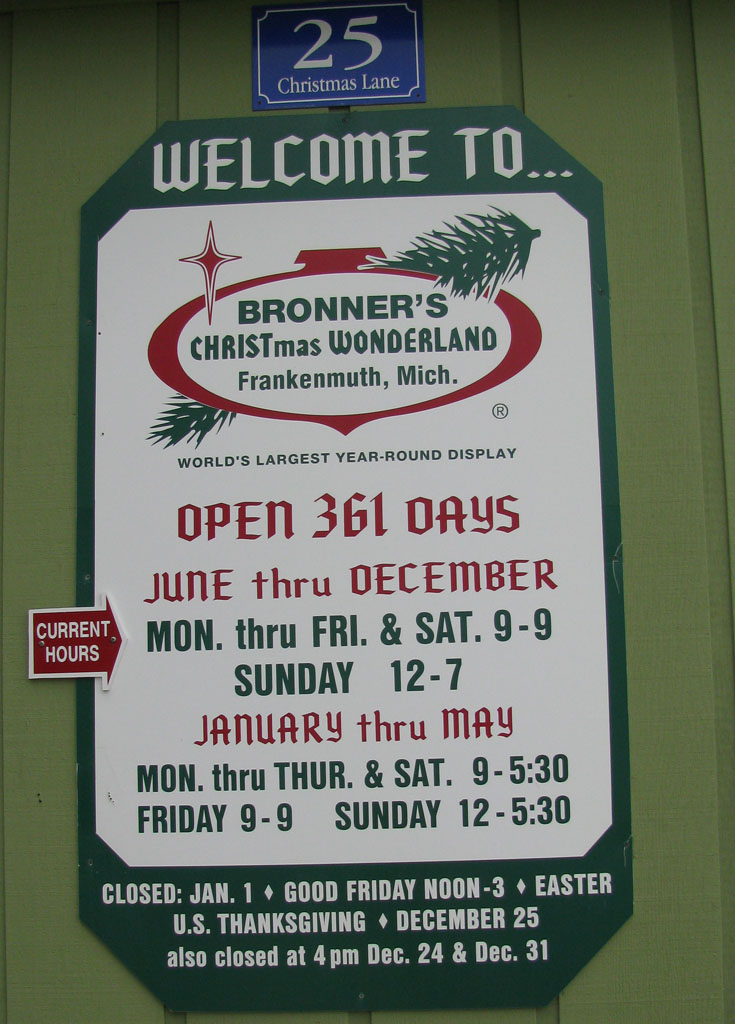 25
Christmas Lane
WELCOME TO...
BRONNER'S
CHRISTmas WONDERLAND
Frankenmuth, Mich.
®
WORLD'S LARGEST YEAR-ROUND DISPLAY
OPEN 361 DAYS
JUNE thru DECEMBER
CURRENT
HOURS
MON. thru FRI. & SAT. 9-9
SUNDAY 12-7
JANUARY thru MAY
MON. thru THUR. & SAT. 9-5:30
FRIDAY 9-9 SUNDAY 12-5:30
CLOSED: JAN. 1 ♦ GOOD FRIDAY NOON-3 ♦ EASTER
U.S. THANKSGIVING ♦ DECEMBER 25
also closed at 4 pm Dec. 24 & Dec. 31